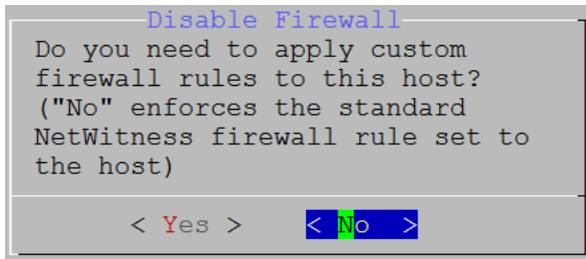 Disable Firewall
Do you need to apply custom
firewall rules to this host?
("No" enforces the standard
NetWitness firewall rule set to
the host)
< Yes > < No >